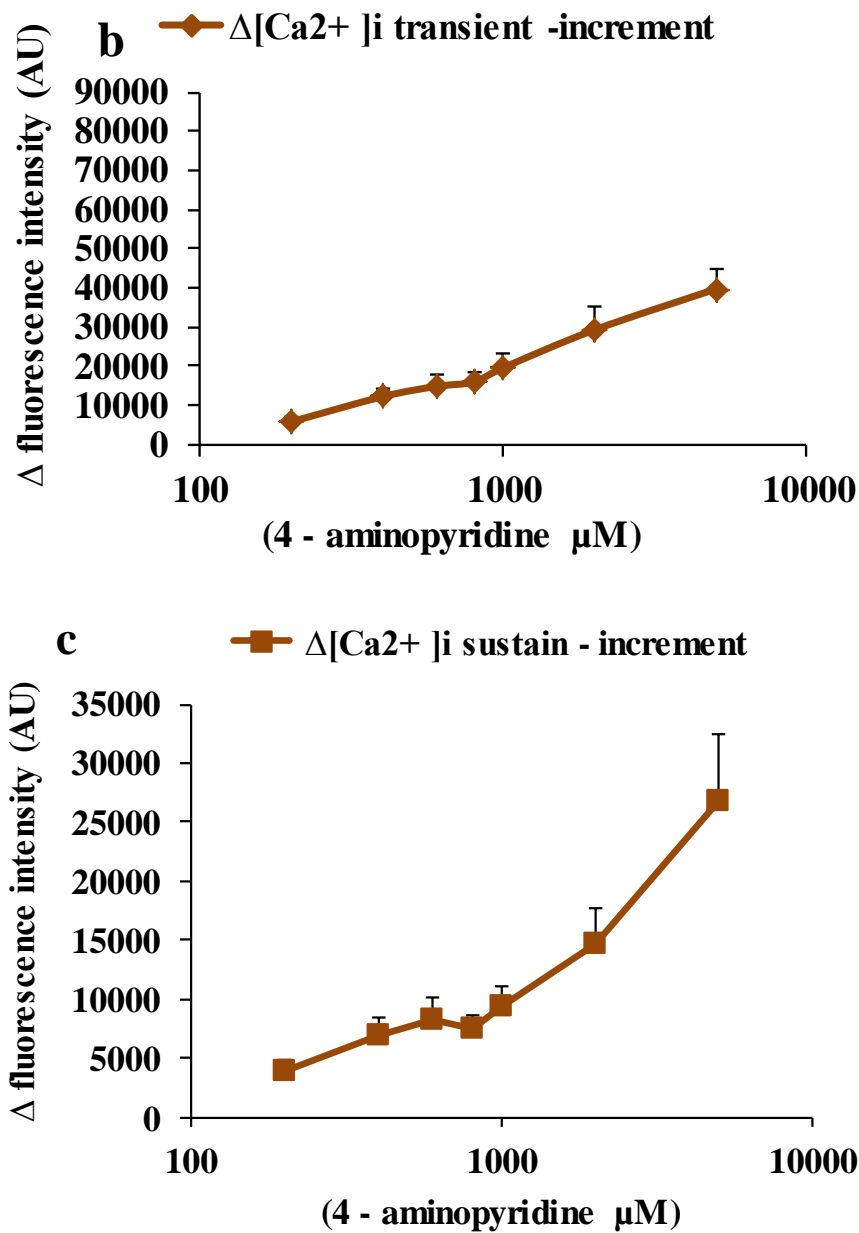 b
Δ[Ca2+ ]i transient -increment
Δ fluorescence intensity (AU)
90000
80000
70000
60000
50000
40000
30000
20000
10000
0
100 1000 10000
(4 - aminopyridine µM)
c
Δ[Ca2+ ]i sustain - increment
Δ fluorescence intensity (AU)
35000
30000
25000
20000
15000
10000
5000
0
100 1000 10000
(4 - aminopyridine µM)